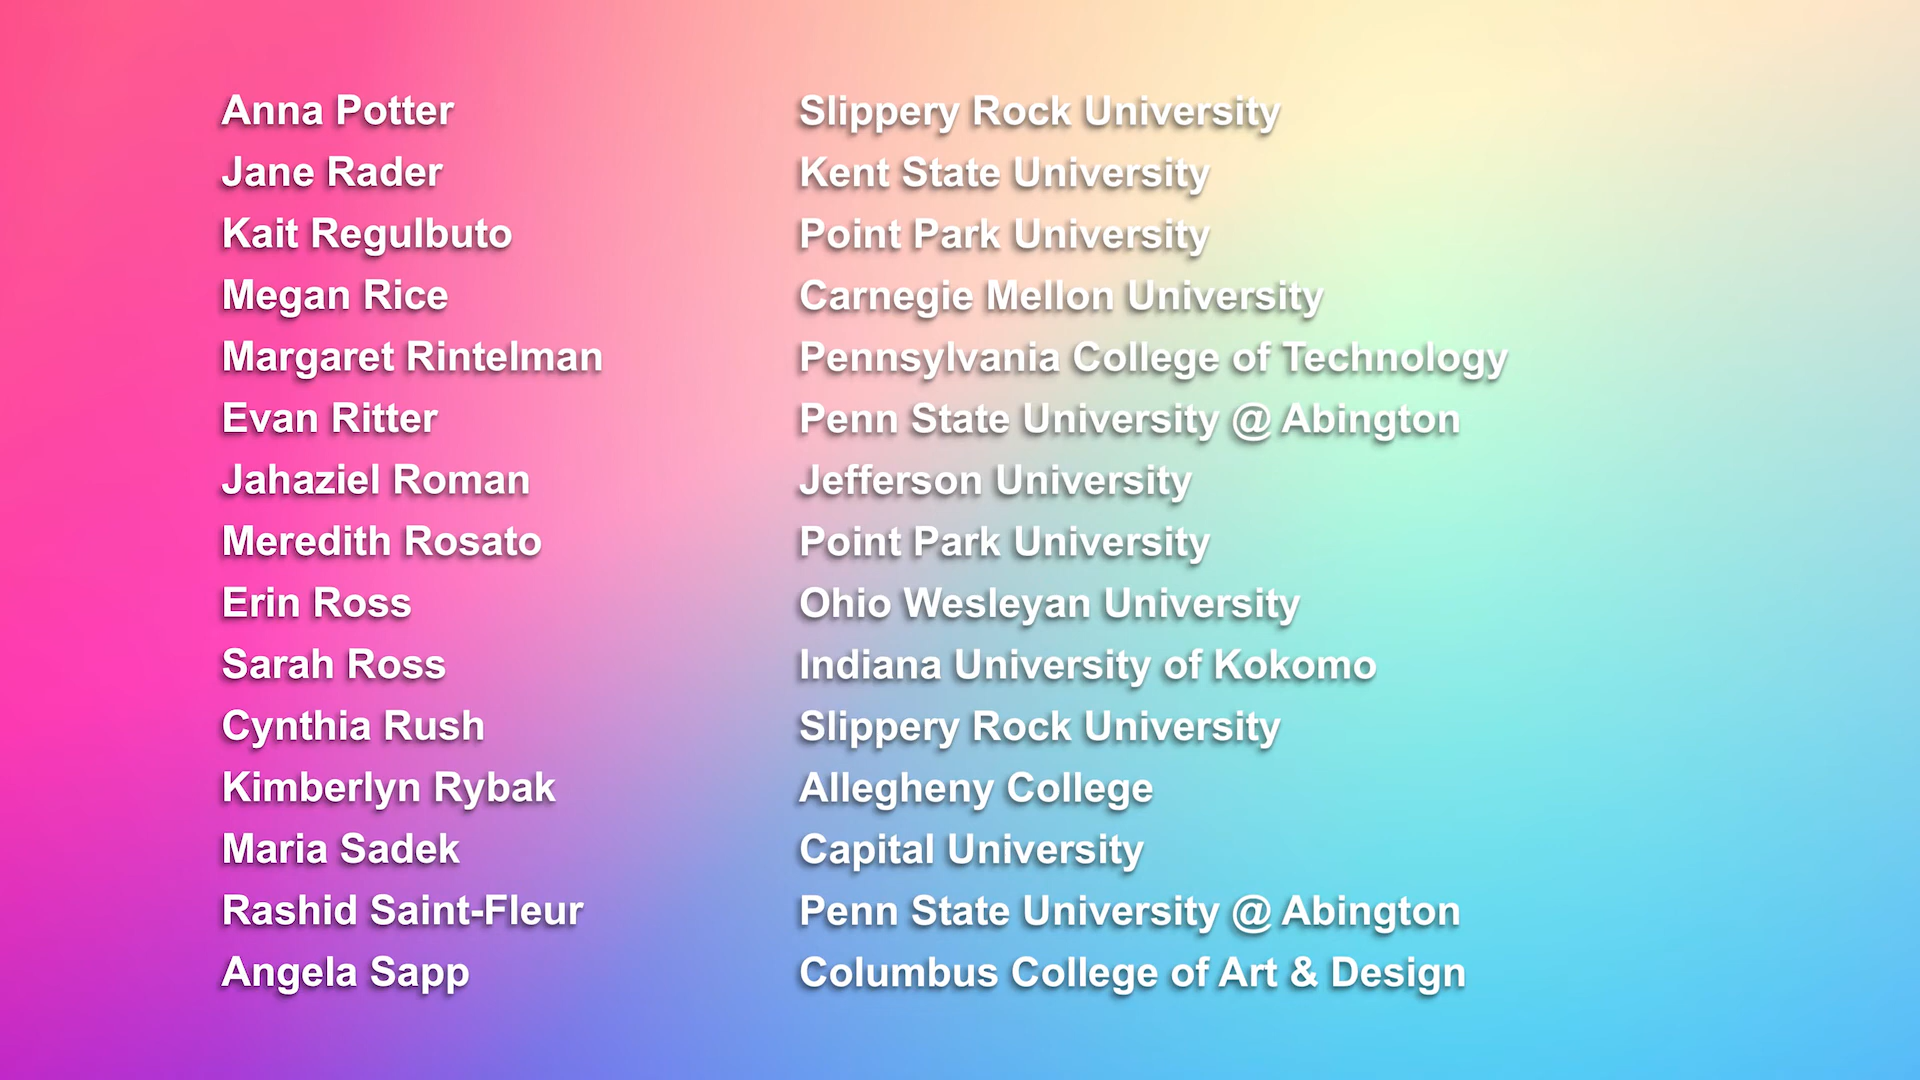 Anna Potter Slippery Rock University
Jane Rader Kent State University
Kait Regulbuto Point Park University
Megan Rice Carnegie Mellon University
Margaret Rintelman Pennsylvania College of Technology
Evan Ritter Penn State University @ Abington
Jahaziel Roman Jefferson University
Meredith Rosato Point Park University
Erin Ross Ohio Wesleyan University
Sarah Ross Indiana University of Kokomo
Cynthia Rush Slippery Rock University
Kimberlyn Rybak Allegheny College
Maria Sadek Capital University
Rashid Saint-Fleur Penn State University @ Abington
Angela Sapp Columbus College of Art & Design